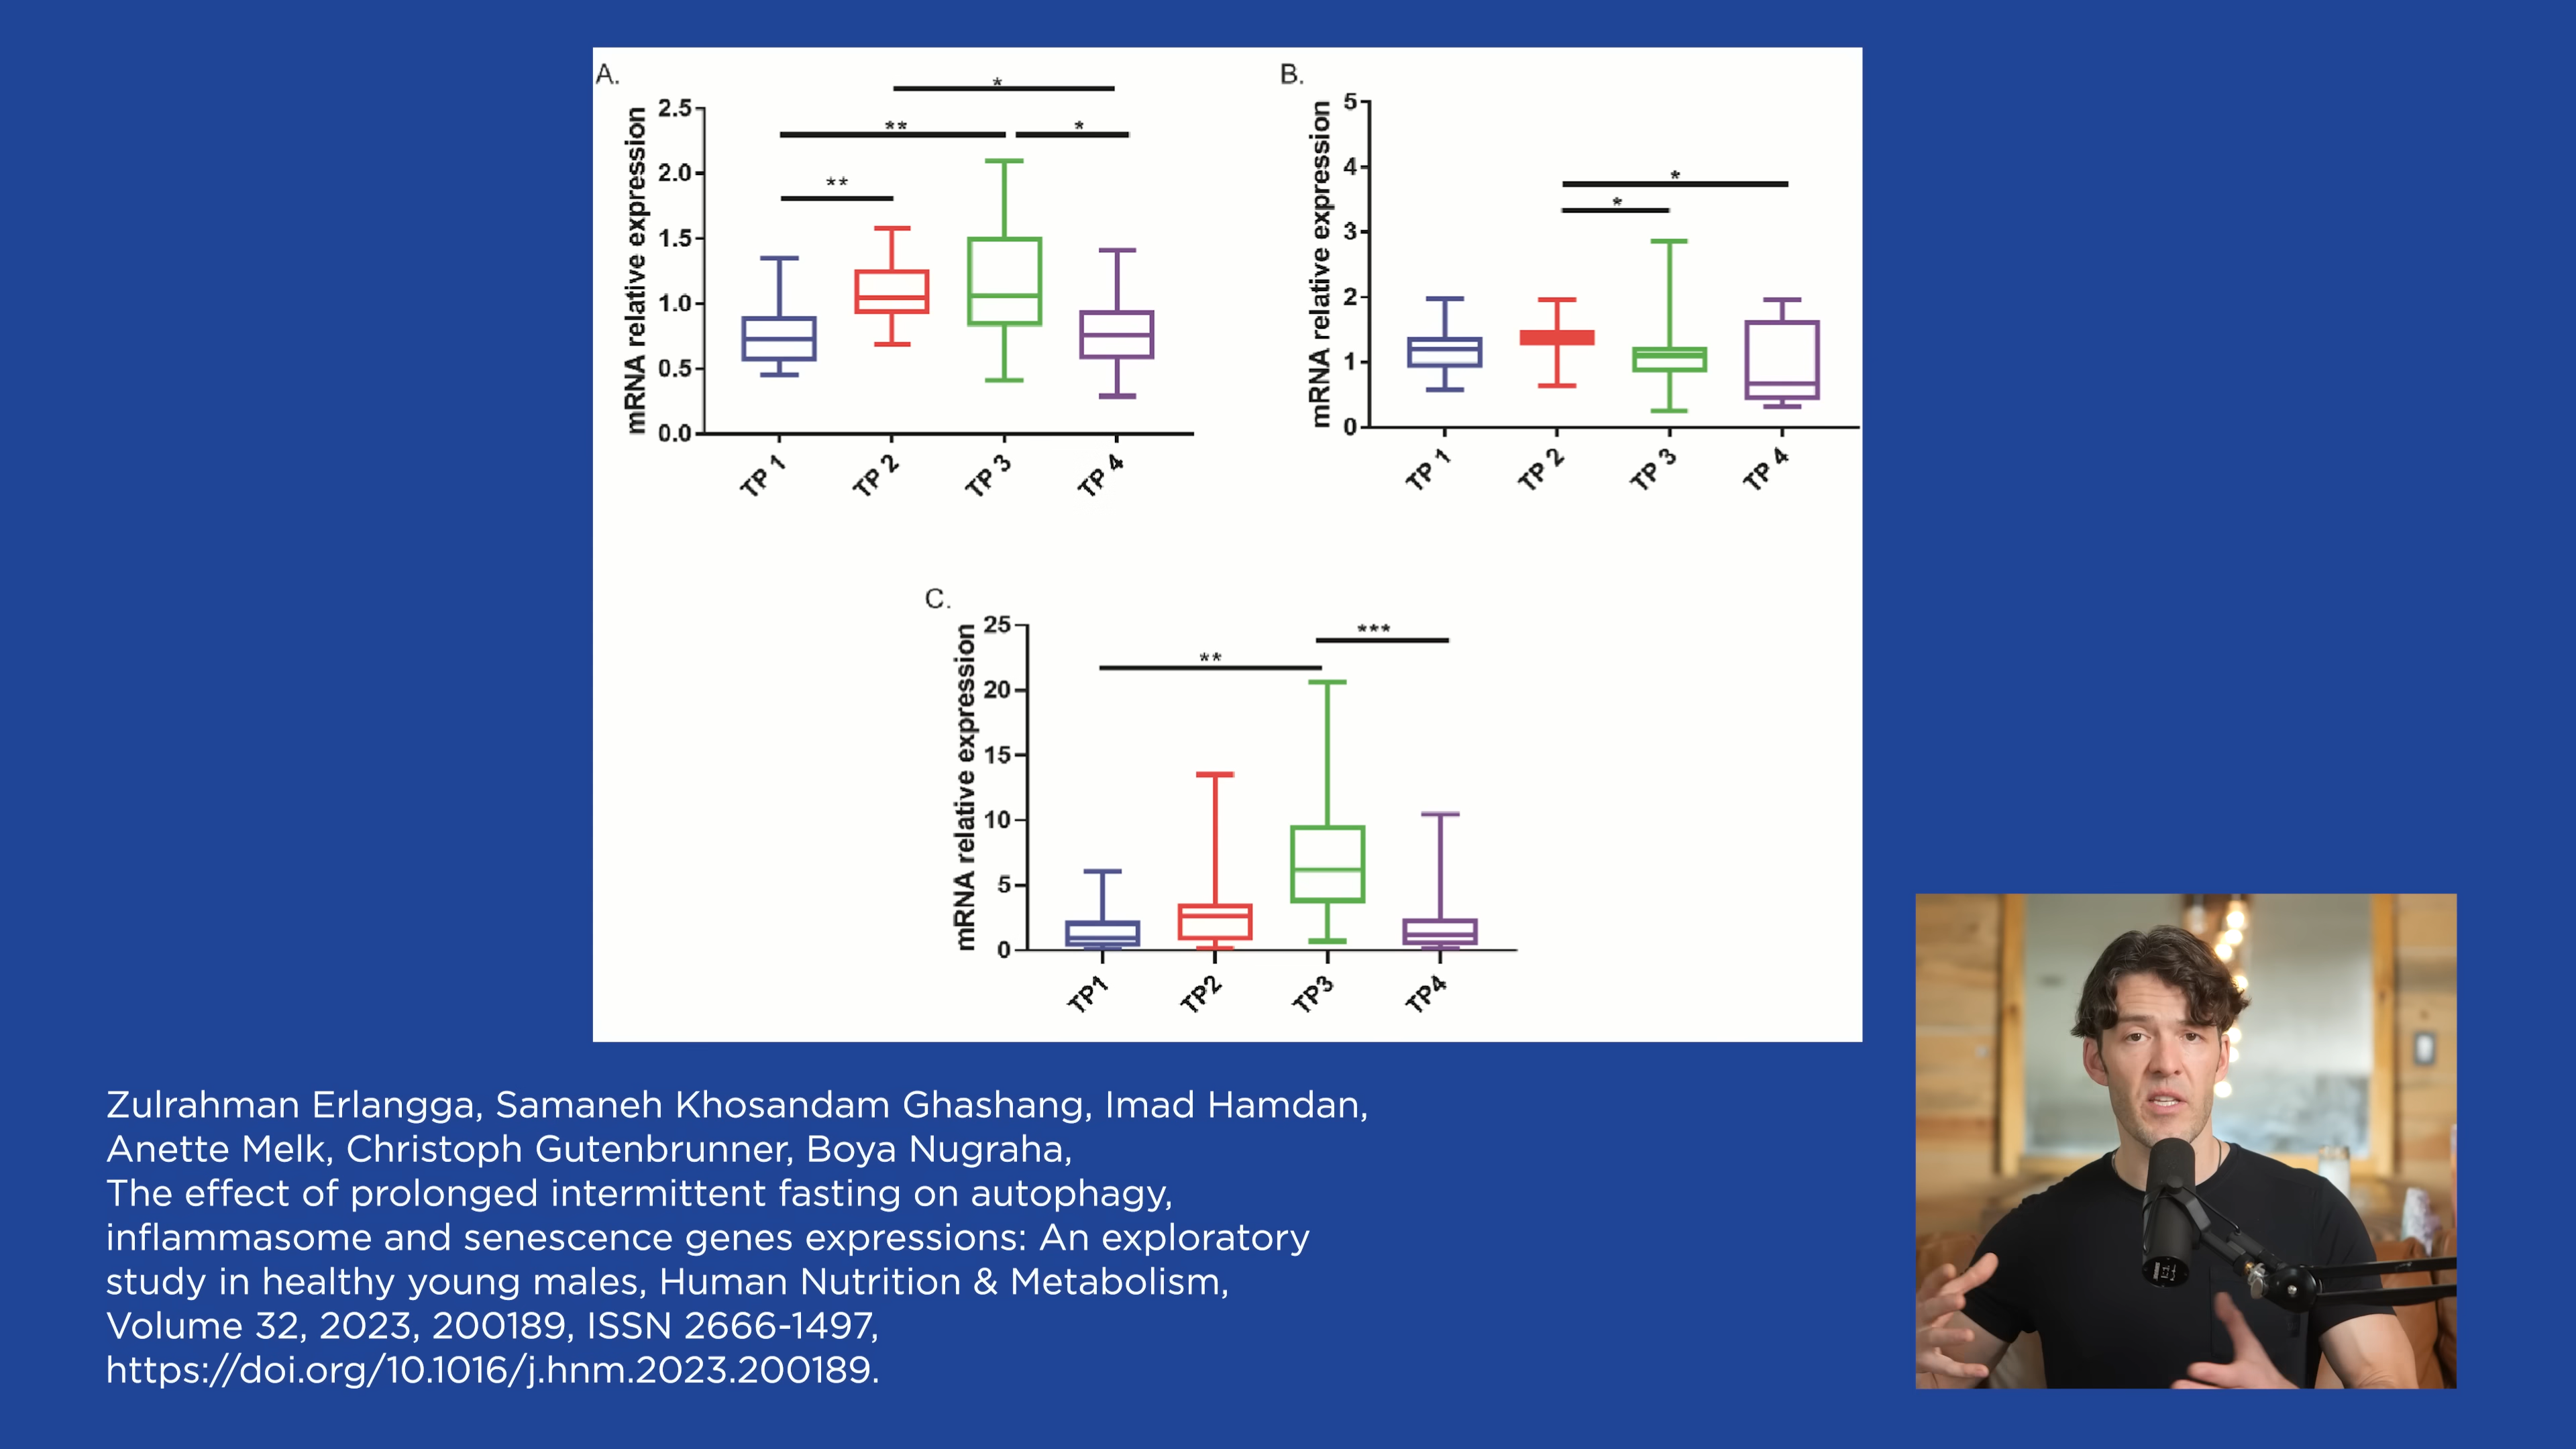 A.
*
** *
**
mRNA relative expression
2.5
2.0
1.5
1.0
0.5
0.0
TP 1 TP 2 TP 3 TP 4
B.
*
*
mRNA relative expression
5
4
3
2
1
0
TP 1 TP 2 TP 3 TP 4
C.
***
**
mRNA relative expression
25
20
15
10
5
0
TP1 TP2 TP3 TP4
Zulrahman Erlangga, Samaneh Khosandam Ghashang, Imad Hamdan,
Anette Melk, Christoph Gutenbrunner, Boya Nugraha,
The effect of prolonged intermittent fasting on autophagy,
inflammasome and senescence genes expressions: An exploratory
study in healthy young males, Human Nutrition & Metabolism,
Volume 32, 2023, 200189, ISSN 2666-1497,
https://doi.org/10.1016/j.hnm.2023.200189.